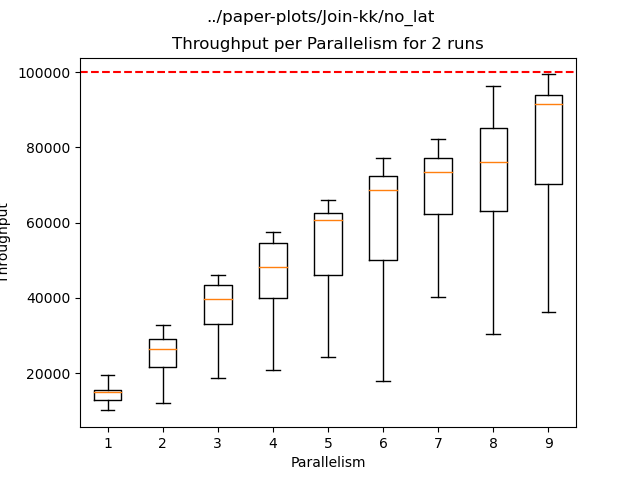 ../paper-plots/Join-kk/no_lat
Throughput per Parallelism for 2 runs
100000
80000
60000
40000
20000
Throughput
1 2 3 4 5 6 7 8 9
Parallelism